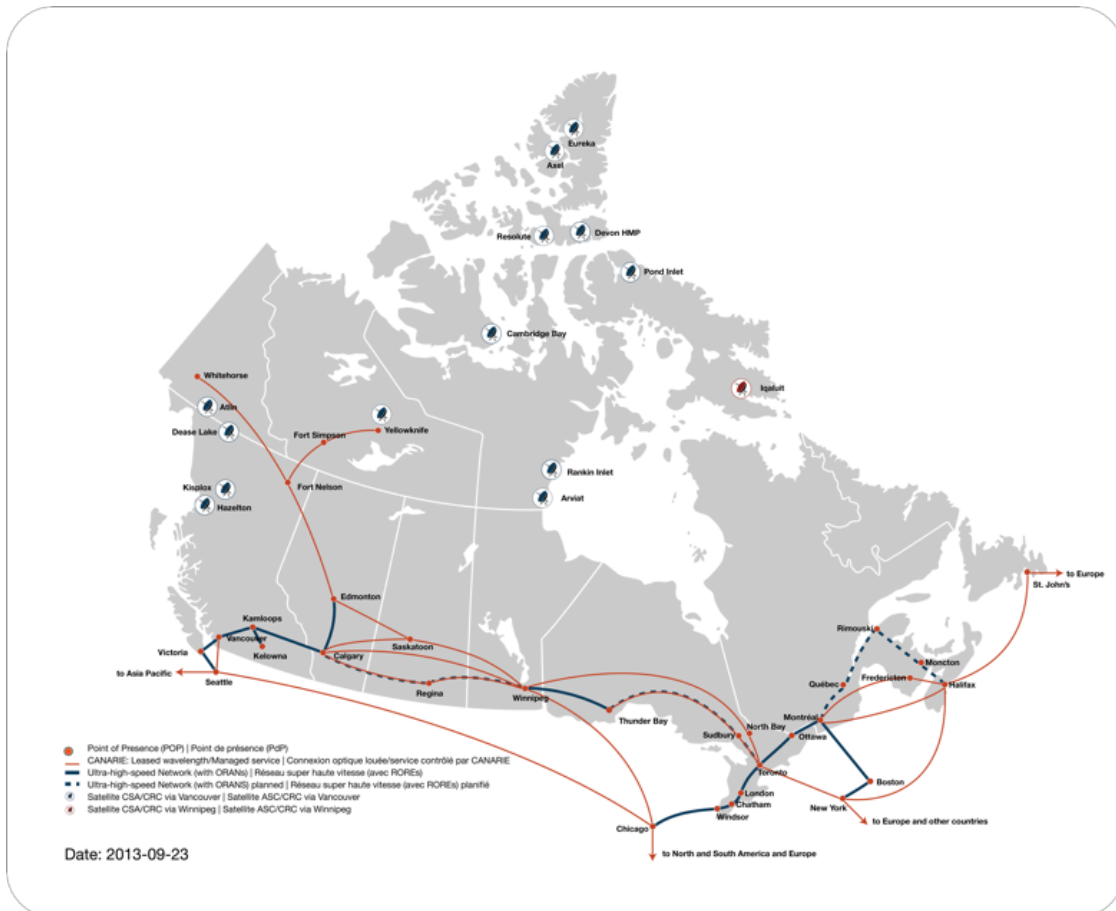 Eureka
Axel
Resolute
Devon HMP
Pond Inlet
Cambridge Bay
Iqaluit
Whitehorse
Atlin
Dease Lake
Yellowknife
Fort Simpson
Rankin Inlet
Kisplox
Fort Nelson
Arviat
Hazelton
to Europe
St. John's
Edmonton
Kamloops
Rimouski
Vancouver
Saskatoon
Victoria
Kelowna
Calgary
Moncton
to Asia Pacific
Seattle
Fredericton
Québec
Halifax
Regina
Winnipeg
Montréal
Thunder Bay
North Bay
Sudbury
Ottawa
Toronto
Boston
London
Chatham
New York
Windsor
to Europe and other countries
Chicago
to North and South America and Europe
Point of Presence (POP) | Point de présence (PdP)
CANARIE: Leased wavelength/Managed service | Connexion optique louée/service contrôlé par CANARIE
Ultra-high-speed Network (with ORANs) | Réseau super haute vitesse (avec ROREs)
Ultra-high-speed Network (with ORANS) planned | Réseau super haute vitesse (avec ROREs) planifié
Satellite CSA/CRC via Vancouver | Satellite ASC/CRC via Vancouver
Satellite CSA/CRC via Winnipeg | Satellite ASC/CRC via Winnipeg
Date: 2013-09-23